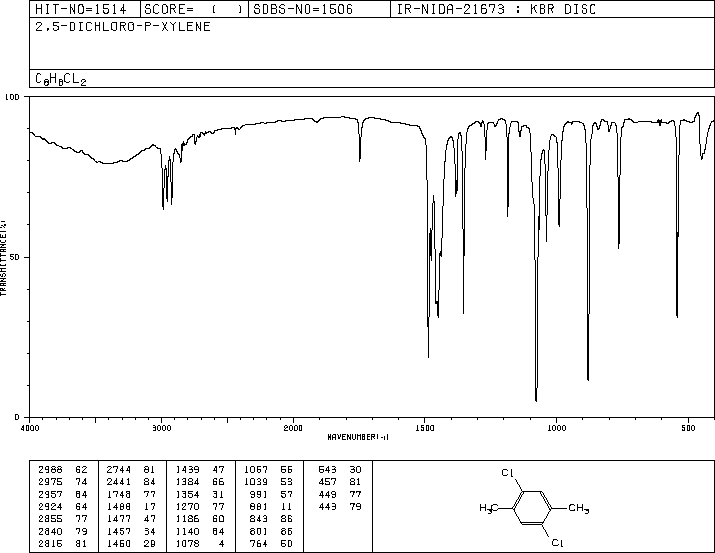 HIT-NO=1514 SCORE= ( ) SDBS-NO=1506 IR-NIDA-21673 : KBR DISC
2,5-DICHLORO-P-XYLENE
C8H8CL2
100
50
0
TRANSMITTANCE(%)
4000 3000 2000 1500 1000 500
WAVENUMBER(-1)
2988 62 2744 81 1439 47 1067 56 543 30
2975 74 2441 84 1384 66 1039 53 457 81
2957 64 1748 77 1354 31 991 57 449 77
2924 64 1488 17 1270 77 881 11 443 79
2855 77 1477 47 1186 60 843 86
2840 79 1457 34 1140 84 801 86
2815 81 1450 29 1078 4 764 50
Cl
H3C
CH3
Cl